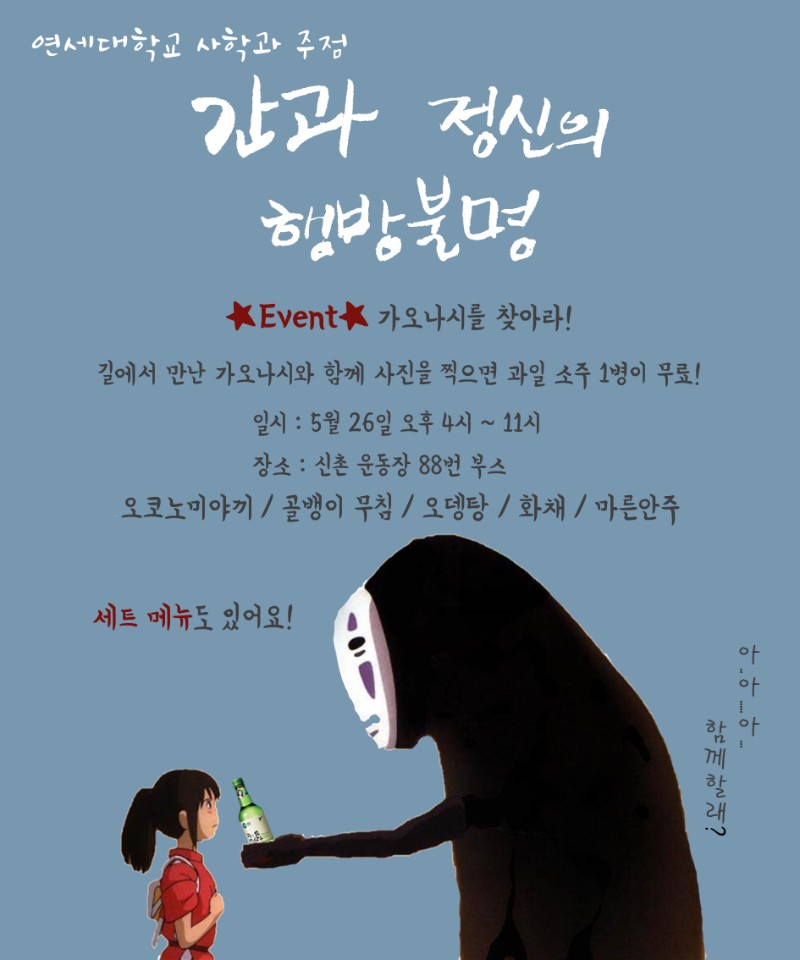 연세대학교 사학과 주점
간과 정신의
행방불명
★Event★ 가오나시를 찾아라!
길에서 만난 가오나시와 함께 사진을 찍으면 과일 소주 1병이 무료!
일시 : 5월 26일 오후 4시 ~ 11시
장소 : 신촌 운동장 88번 부스
오코노미야끼 / 골뱅이 무침 / 오뎅탕 / 화채 / 마른안주
세트 메뉴도 있어요!
아..아....아...
함께할래?